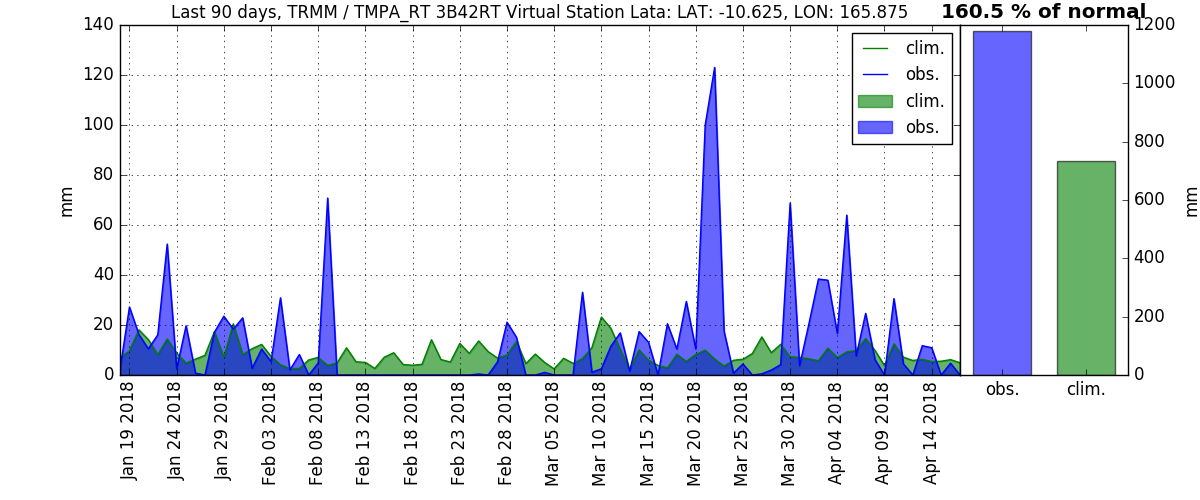 Last 90 days, TRMM / TMPA_RT 3B42RT Virtual Station Lata: LAT: -10.625, LON: 165.875
160.5 % of normal
mm
140
120
100
80
60
40
20
0
clim.
obs.
clim.
obs.
1200
1000
800
600
400
200
0
mm
Jan 19 2018
Jan 24 2018
Jan 29 2018
Feb 03 2018
Feb 08 2018
Feb 13 2018
Feb 18 2018
Feb 23 2018
Feb 28 2018
Mar 05 2018
Mar 10 2018
Mar 15 2018
Mar 20 2018
Mar 25 2018
Mar 30 2018
Apr 04 2018
Apr 09 2018
Apr 14 2018
obs.
clim.